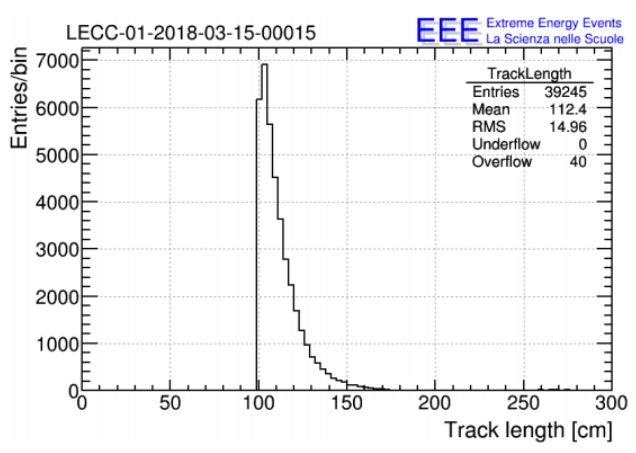 LECC-01-2018-03-15-00015
EEE Extreme Energy Events
La Scienza nelle Scuole
Entries/bin
7000
6000
5000
4000
3000
2000
1000
0
TrackLength
Entries 39245
Mean 112.4
RMS 14.96
Underflow 0
Overflow 40
0 50 100 150 200 250 300
Track length [cm]